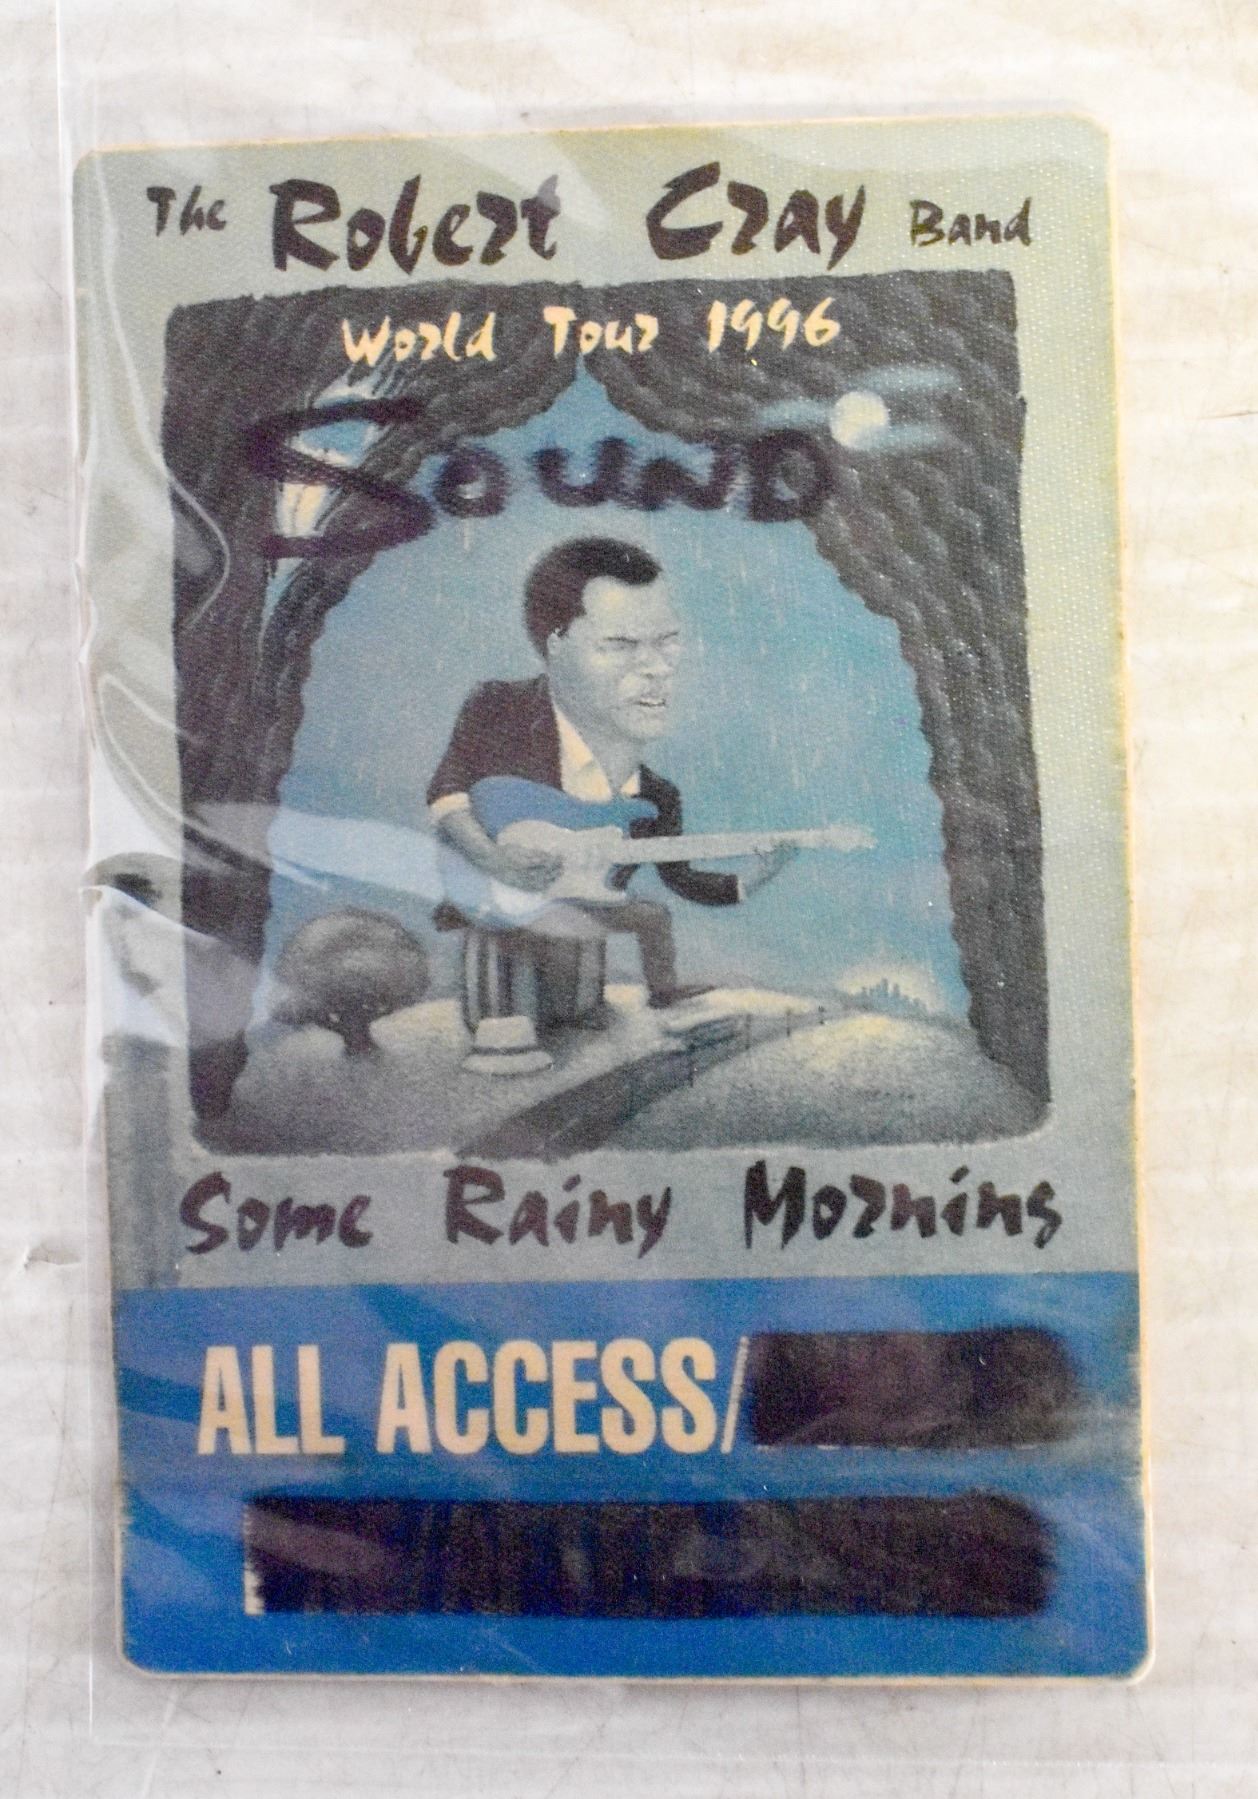 The Robert Cray Band
World Tour 1996
SOUND
Some Rainy Morning
ALL ACCESS/